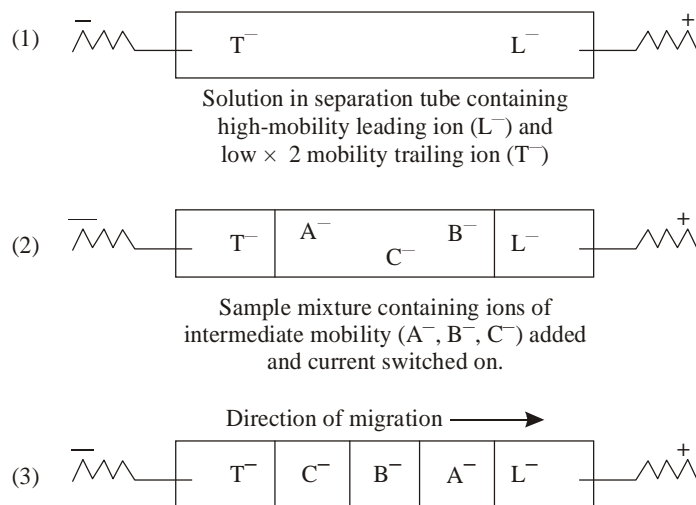 (1) − T⁻ L⁻ +
Solution in separation tube containing
high-mobility leading ion (L⁻) and
low × 2 mobility trailing ion (T⁻)
(2) − T⁻ A⁻ C⁻ B⁻ L⁻ +
Sample mixture containing ions of
intermediate mobility (A⁻, B⁻, C⁻) added
and current switched on.
Direction of migration
(3) − T⁻ C⁻ B⁻ A⁻ L⁻ +